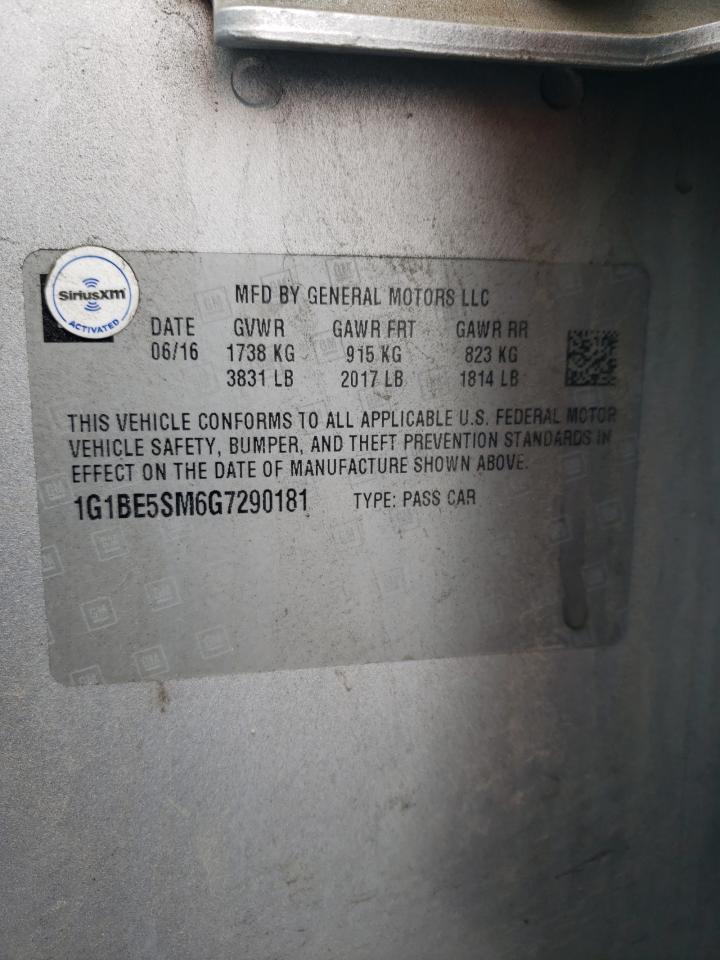 SiriusXM
ACTIVATED
MFD BY GENERAL MOTORS LLC
DATE GVWR GAWR FRT GAWR RR
06/16 1738 KG 915 KG 823 KG
3831 LB 2017 LB 1814 LB
THIS VEHICLE CONFORMS TO ALL APPLICABLE U.S. FEDERAL MOTOR
VEHICLE SAFETY, BUMPER, AND THEFT PREVENTION STANDARDS IN
EFFECT ON THE DATE OF MANUFACTURE SHOWN ABOVE.
1G1BE5SM6G7290181 TYPE: PASS CAR